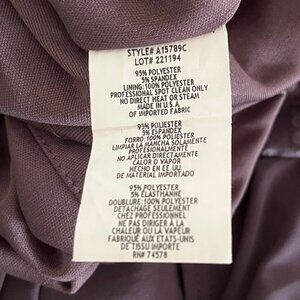 STYLE# A15789C
LOT# 221194
95% POLYESTER
5% SPANDEX
LINING: 100% POLYESTER
PROFESSIONAL SPOT CLEAN ONLY
NO DIRECT HEAT OR STEAM
MADE IN U.S.A.
OF IMPORTED FABRIC
95% POLIESTER
5% ESPANDEX
FORRO: 100% POLIESTER
LIMPIAR LA MANCHA SOLAMENTE
PROFESIONALMENTE
NO APLICAR DIRECTAMENTE
CALOR O VAPOR
HECHO EN EE.UU.
DE MATERIAL IMPORTADO
95% POLYESTER
5% ELASTHANNE
DOUBLURE: 100% POLYESTER
DETACHAGE SEULEMENT
CHEZ PROFESSIONNEL
NE PAS DIRIGER À LA
CHALEUR OU LA VAPEUR
FABRIQUÉ AUX ETATS-UNIS
DE TISSU IMPORTÉ
RN# 74578